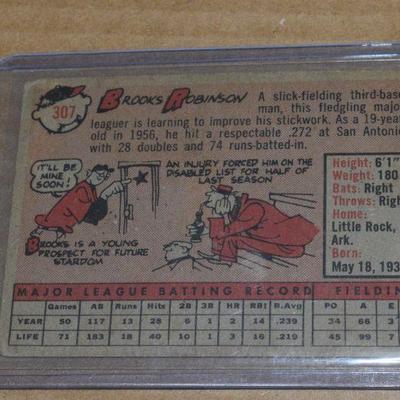 307
BROOKS ROBINSON A slick-fielding third-base-
man, this fledgling major
leaguer is learning to improve
his stickwork. As a 19-year
old in 1956, he hit a respectable .272 at San Antonio
with 28 doubles and 74 runs-batted-in.
IT'LL BE
MINE
SOON!
BROOKS IS A YOUNG
PROSPECT FOR FUTURE
STARDOM
AN INJURY FORCED HIM ON THE
DISABLED LIST FOR HALF OF
LAST SEASON
Height: 6'1"
Weight: 180
Bats: Right
Throws: Right
Home:
Little Rock,
Ark.
Born:
May 18, 193
MAJOR LEAGUE BATTING RECORD FIELDIN
Games AB Runs Hits 2B 3B HR RBI B.Avg PO A E
YEAR 50 117 13 28 6 1 2 14 .239 34 66 3
LIFE 71 183 18 40 10 1 3 16 .219 45 99 7